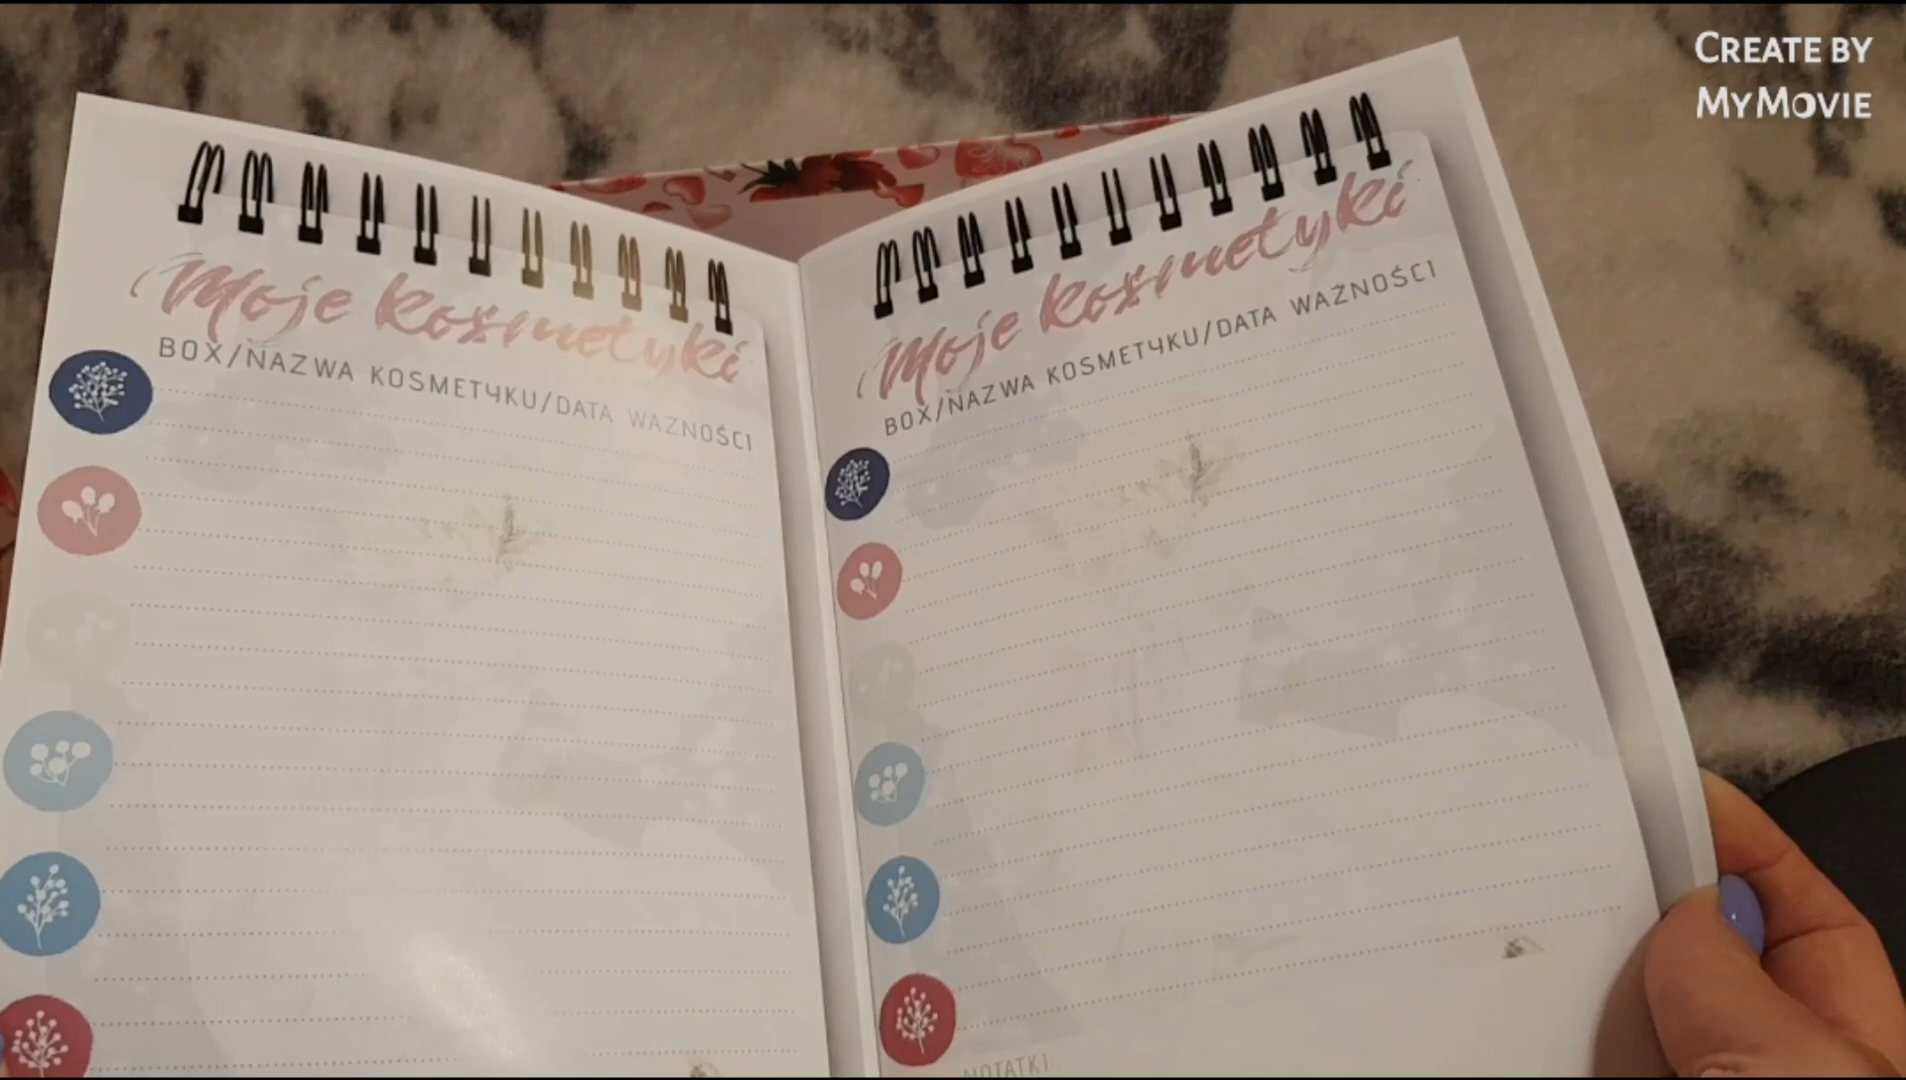 CREATE BY
MYMOVIE
Moje kosmetyki
BOX/NAZWA KOSMETYKU/DATA WAŻNOŚCI
Moje kosmetyki
BOX/NAZWA KOSMETYKU/DATA WAŻNOŚCI
NOTATKI: